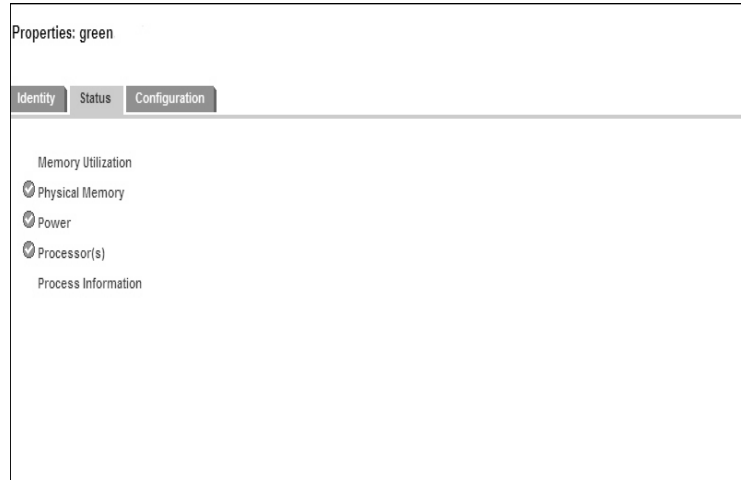 Properties: green
Identity Status Configuration
Memory Utilization
Physical Memory
Power
Processor(s)
Process Information